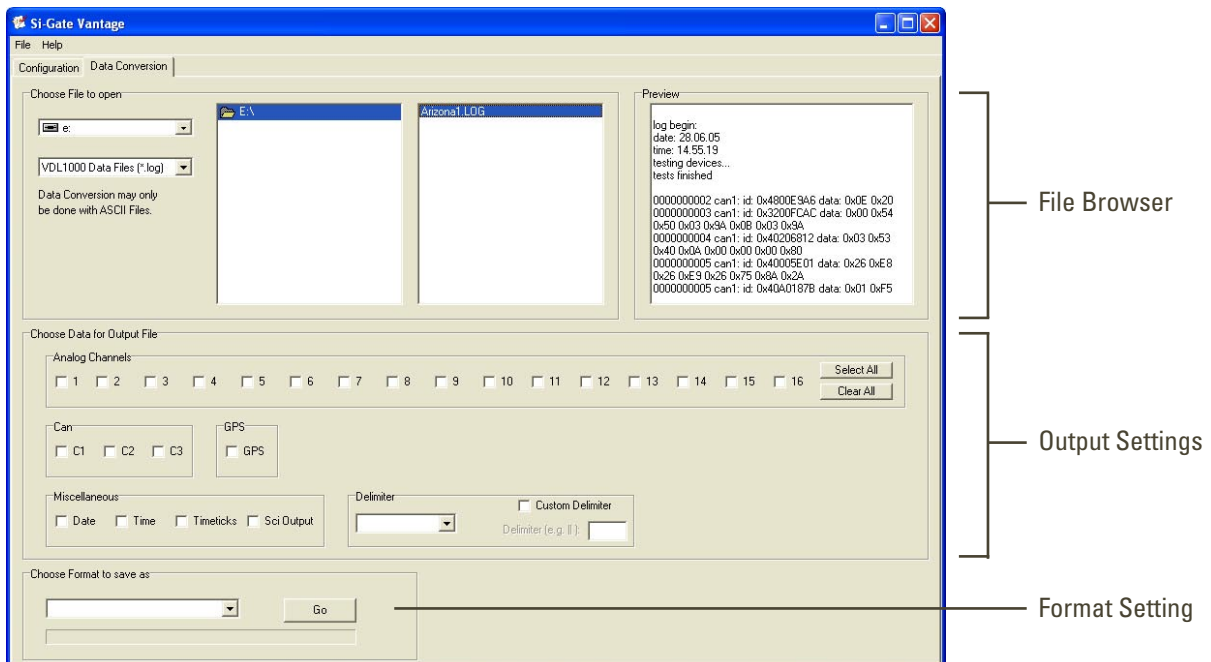 Si-Gate Vantage
File Help
Configuration Data Conversion
Choose File to open
e:
VDL1000 Data Files (*.log)
Data Conversion may only
be done with ASCII Files.
E:\
Arizona1.LOG
Preview
log begin:
date: 28.06.05
time: 14.55.19
testing devices...
tests finished
0000000002 can1: id: 0x4800E9A6 data: 0x0E 0x20
0000000003 can1: id: 0x3200FCAC data: 0x00 0x54
0x50 0x03 0x9A 0x0B 0x03 0x9A
0000000004 can1: id: 0x40206812 data: 0x03 0x53
0x40 0x0A 0x00 0x00 0x00 0x80
0000000005 can1: id: 0x40005E01 data: 0x26 0xE8
0x26 0xE9 0x26 0x75 0x8A 0x2A
0000000005 can1: id: 0x40A0187B data: 0x01 0xF5
File Browser
Choose Data for Output File
Analog Channels
1 2 3 4 5 6 7 8 9 10 11 12 13 14 15 16
Select All
Clear All
Can
C1 C2 C3
GPS
GPS
Miscellaneous
Date Time Timeticks Sci Output
Delimiter
Custom Delimiter
Delimiter (e.g. || ):
Output Settings
Choose Format to save as
Go
Format Setting